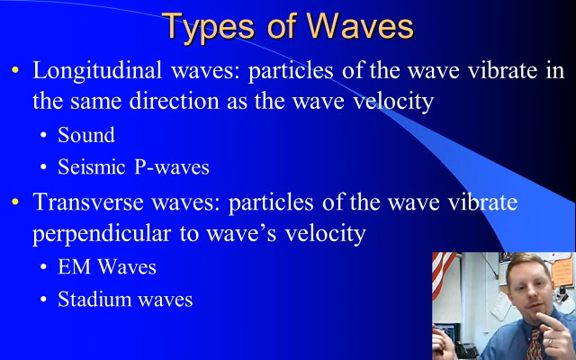 Types of Waves
• Longitudinal waves: particles of the wave vibrate in
the same direction as the wave velocity
• Sound
• Seismic P-waves
• Transverse waves: particles of the wave vibrate
perpendicular to wave's velocity
• EM Waves
• Stadium waves